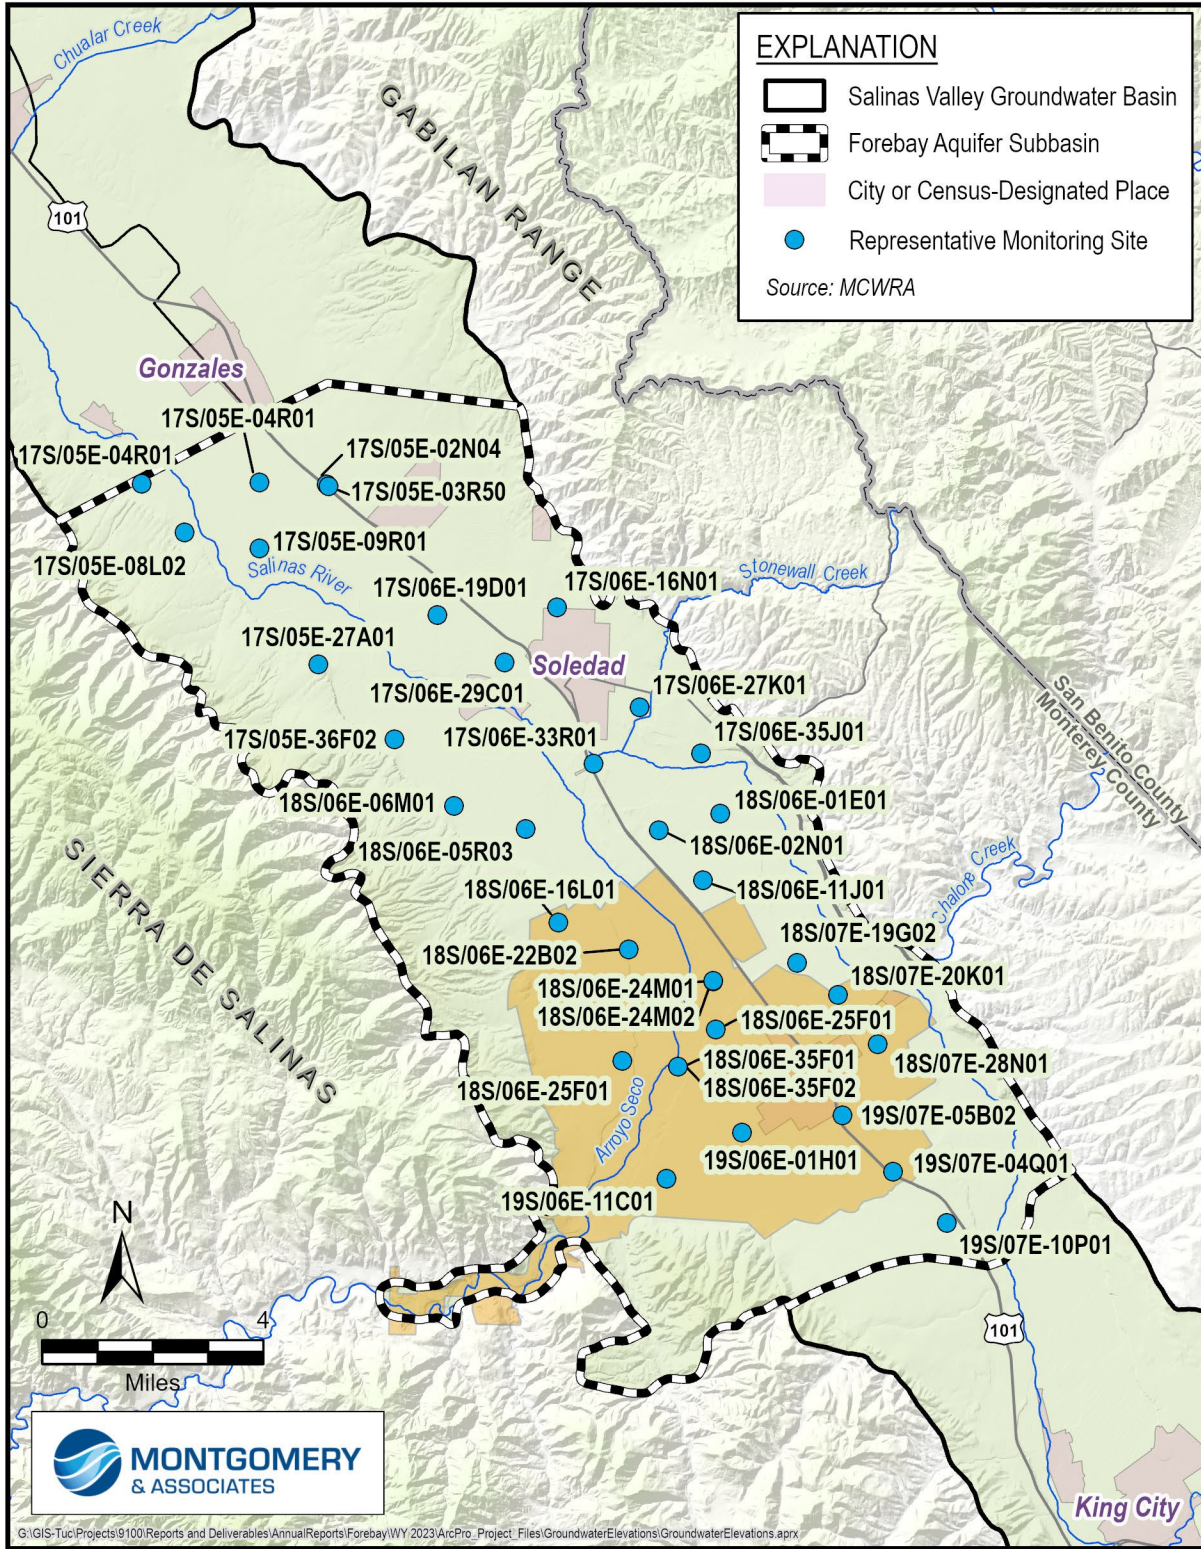 EXPLANATION
Salinas Valley Groundwater Basin
Forebay Aquifer Subbasin
City or Census-Designated Place
Representative Monitoring Site
Source: MCWRA
Chualar Creek
GABILAN RANGE
101
Gonzales
17S/05E-04R01
17S/05E-04R01
17S/05E-02N04
17S/05E-03R50
17S/05E-09R01
17S/05E-08L02
Salinas River
17S/06E-19D01
17S/06E-16N01
Stonewall Creek
17S/05E-27A01
Soledad
17S/06E-29C01
17S/06E-27K01
17S/05E-36F02
17S/06E-33R01
17S/06E-35J01
San Benito County
Monterey County
18S/06E-06M01
18S/06E-01E01
18S/06E-05R03
18S/06E-02N01
SIERRA DE SALINAS
Chalone Creek
18S/06E-11J01
18S/06E-16L01
18S/07E-19G02
18S/06E-22B02
18S/07E-20K01
18S/06E-24M01
18S/06E-24M02
18S/06E-25F01
18S/07E-28N01
18S/06E-35F01
18S/06E-35F02
18S/06E-25F01
Arroyo Seco
19S/07E-05B02
19S/06E-01H01
19S/07E-04Q01
19S/06E-11C01
19S/07E-10P01
N
0 4
Miles
101
MONTGOMERY
& ASSOCIATES
King City
G:\GIS-Tuc\Projects\9100\Reports and Deliverables\AnnualReports\Forebay\WY 2023\ArcPro_Project_Files\GroundwaterElevations\GroundwaterElevations.aprx